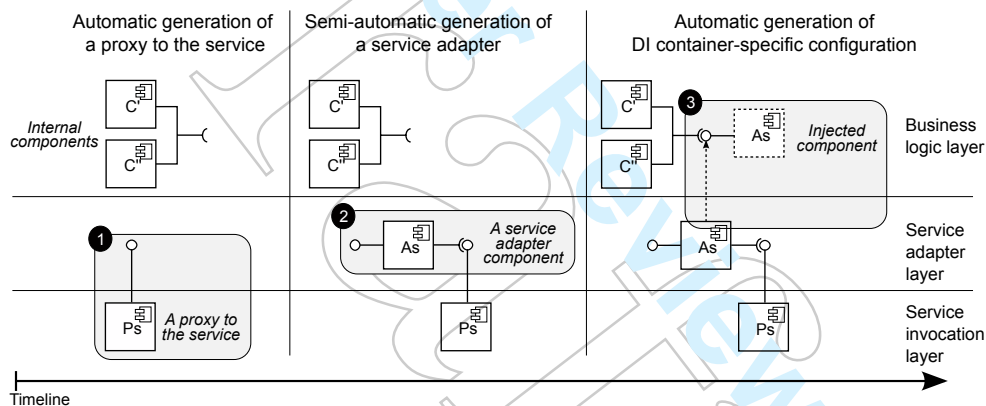 Automatic generation of
a proxy to the service
Semi-automatic generation of
a service adapter
Automatic generation of
DI container-specific configuration
C'
C''
Internal
components
C'
C''
C'
C''
3
As
Injected
component
Business
logic layer
1
2
As
A service
adapter
component
As
Service
adapter
layer
Ps
A proxy to
the service
Ps
Ps
Service
invocation
layer
Timeline
er Review